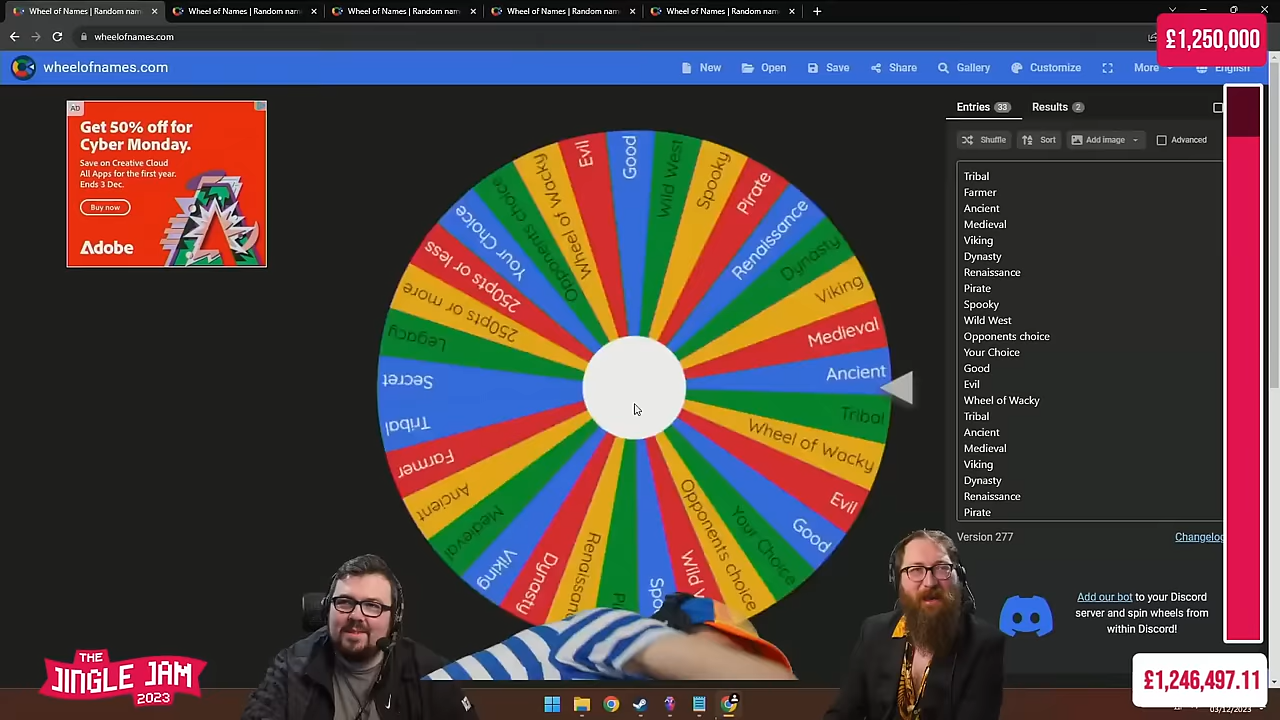 Wheel of Names | Random nam
Wheel of Names | Random nam
Wheel of Names | Random nam
Wheel of Names | Random nam
Wheel of Names | Random nam
wheelofnames.com
£1,250,000
wheelofnames.com
New
Open
Save
Share
Gallery
Customize
More
English
AD
Get 50% off for
Cyber Monday.
Save on Creative Cloud
All Apps for the first year.
Ends 3 Dec.
Buy now
Adobe
Good
Wild West
Spooky
Pirate
Renaissance
Dynasty
Viking
Medieval
Ancient
Tribal
Wheel of Wacky
Evil
Good
Your Choice
Opponents choice
Wild
Spo
Renaissan
Dynasty
Viking
Medieval
Ancient
Farmer
Tribal
Secret
Legacy
250pts or more
250pts or less
Your Choice
Opponents choice
Wheel of Wacky
Evil
Entries 33
Results 2
Shuffle
Sort
Add image
Advanced
Tribal
Farmer
Ancient
Medieval
Viking
Dynasty
Renaissance
Pirate
Spooky
Wild West
Opponents choice
Your Choice
Good
Evil
Wheel of Wacky
Tribal
Ancient
Medieval
Viking
Dynasty
Renaissance
Pirate
Version 277
Changelog
Add our bot to your Discord
server and spin wheels from
within Discord!
THE
JINGLE JAM
2023
£1,246,497.11
03/12/2023